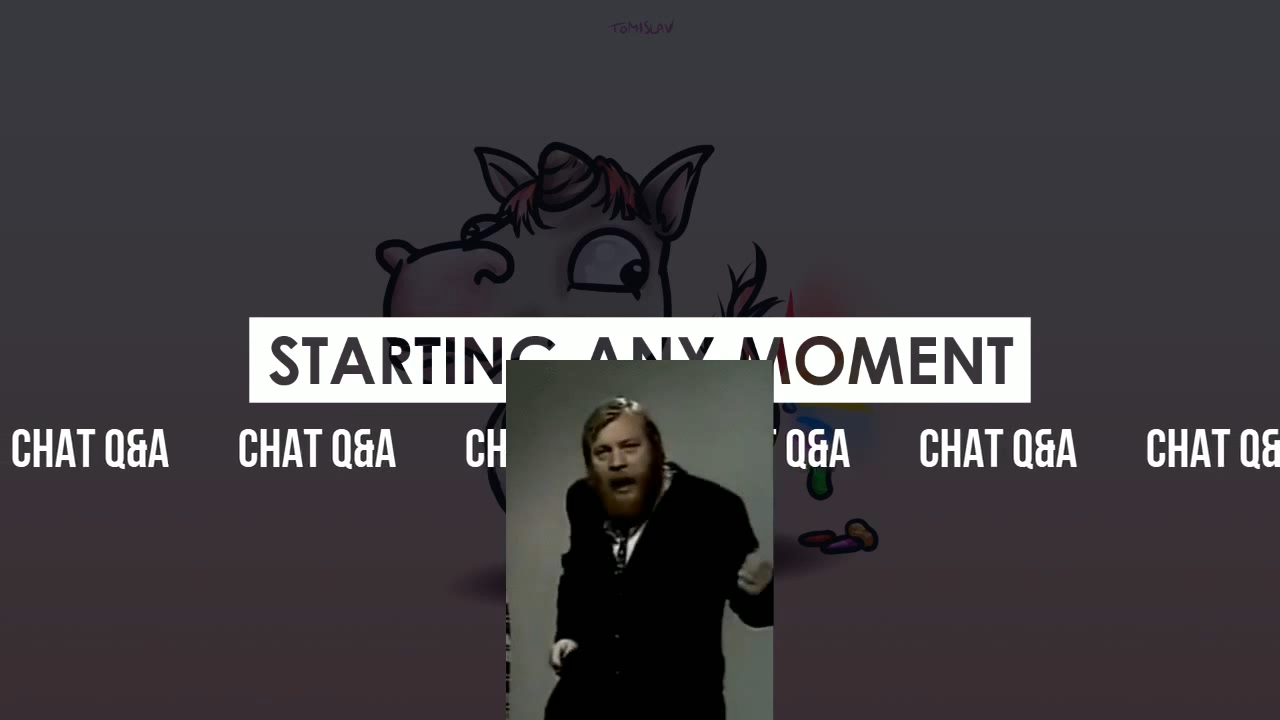 TOMISLAV
STARTING ANY MOMENT
CHAT Q&A CHAT Q&A CH Q&A CHAT Q&A CHAT Q&